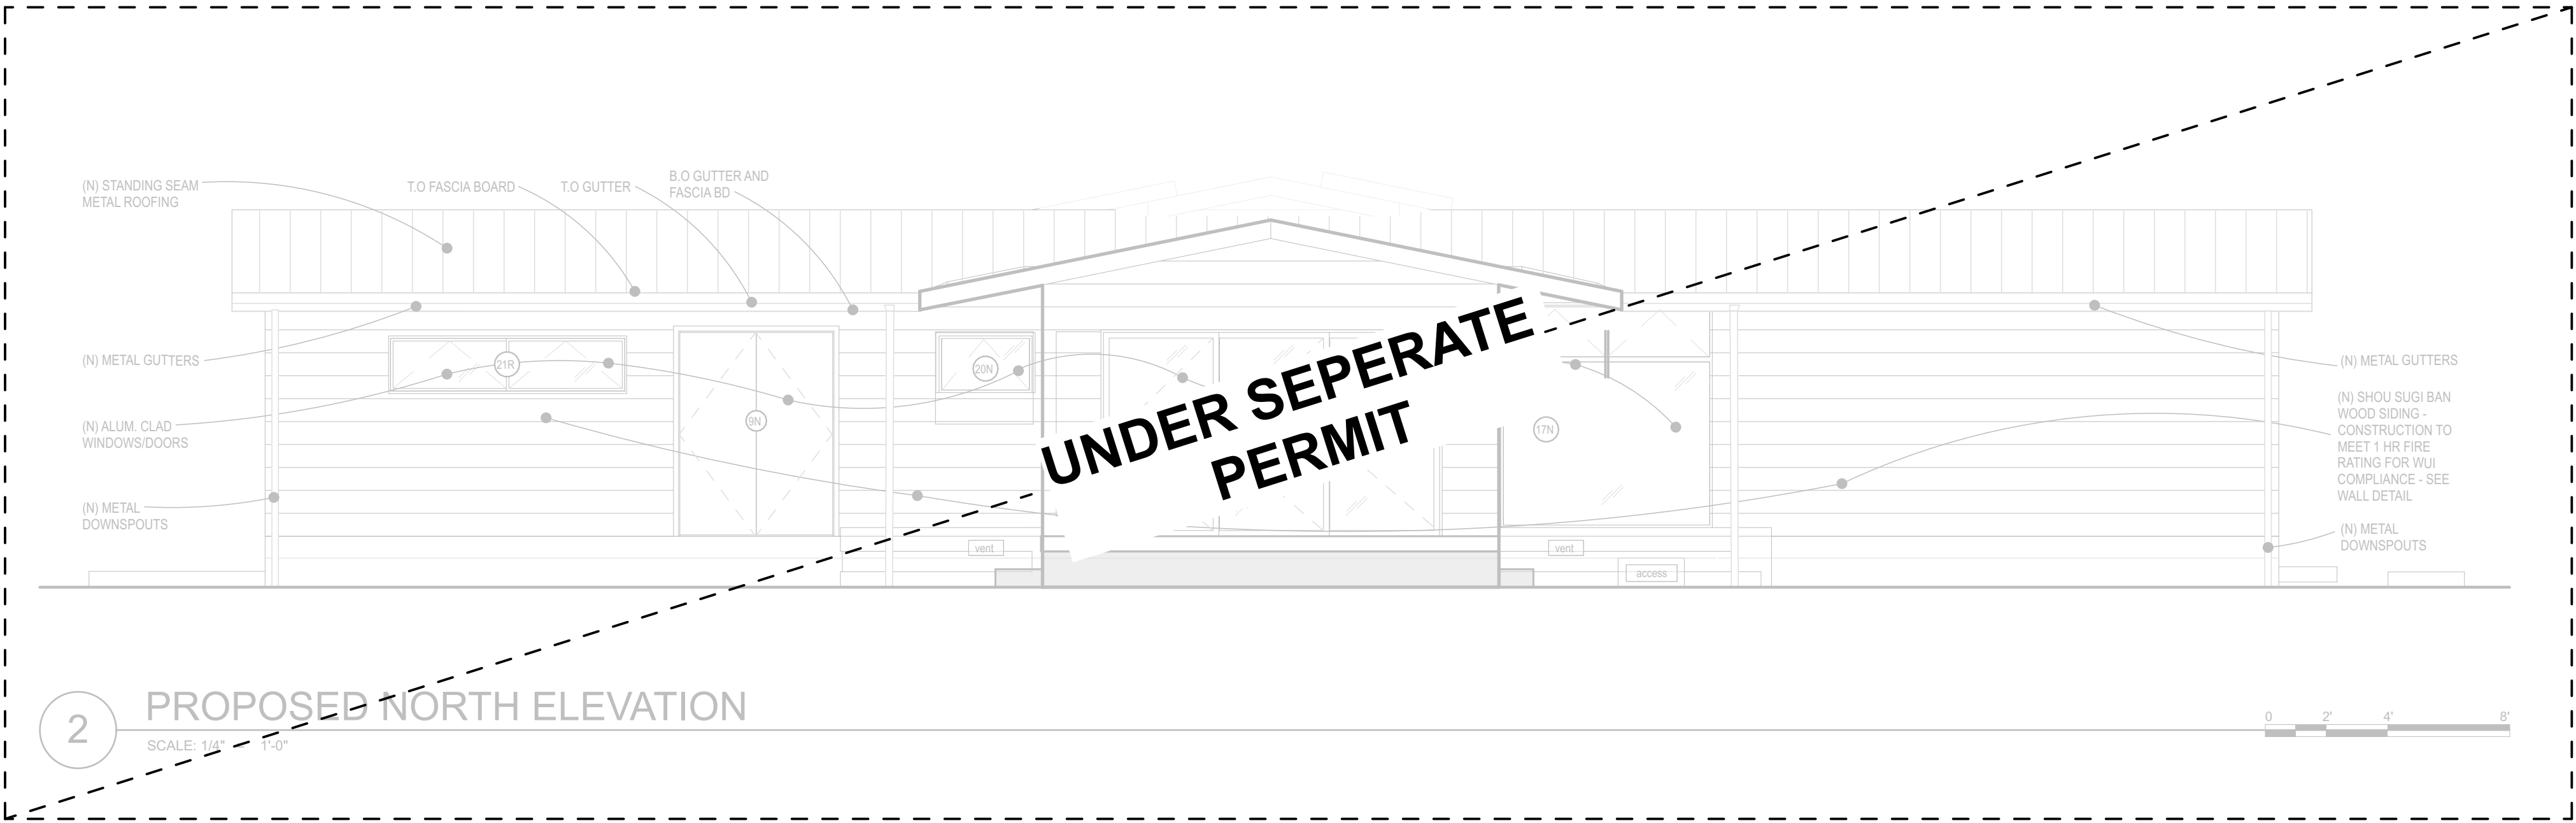 (N) STANDING SEAM
METAL ROOFING
T.O FASCIA BOARD
T.O GUTTER
B.O GUTTER AND
FASCIA BD
(N) METAL GUTTERS
(N) ALUM. CLAD
WINDOWS/DOORS
(N) METAL
DOWNSPOUTS
21R
9N
20N
17N
UNDER SEPERATE
PERMIT
vent
vent
access
(N) METAL GUTTERS
(N) SHOU SUGI BAN
WOOD SIDING -
CONSTRUCTION TO
MEET 1 HR FIRE
RATING FOR WUI
COMPLIANCE - SEE
WALL DETAIL
(N) METAL
DOWNSPOUTS
2
PROPOSED NORTH ELEVATION
SCALE: 1/4" = 1'-0"
0 2' 4' 8'